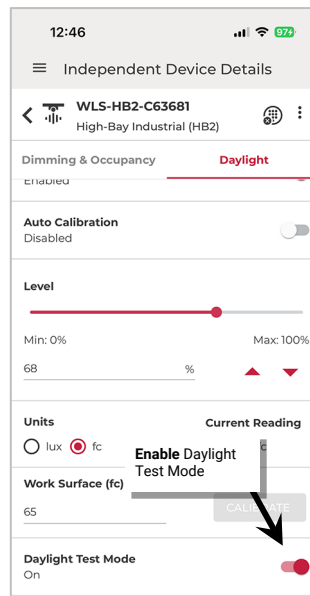 12:46
97
Independent Device Details
WLS-HB2-C63681
High-Bay Industrial (HB2)
Dimming & Occupancy Daylight
Enabled
Auto Calibration
Disabled
Level
Min: 0% Max: 100%
68 %
Units Current Reading
lux fc
Enable Daylight
Test Mode
Work Surface (fc)
65
Daylight Test Mode
On